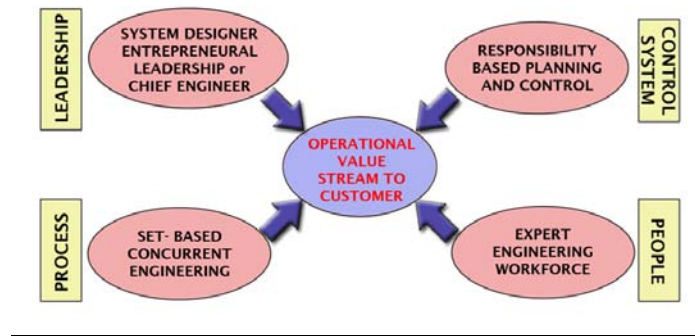 LEADERSHIP
SYSTEM DESIGNER
ENTREPRENEURAL
LEADERSHIP or
CHIEF ENGINEER
RESPONSIBILITY
BASED PLANNING
AND CONTROL
CONTROL
SYSTEM
OPERATIONAL
VALUE
STREAM TO
CUSTOMER
PROCESS
SET- BASED
CONCURRENT
ENGINEERING
EXPERT
ENGINEERING
WORKFORCE
PEOPLE